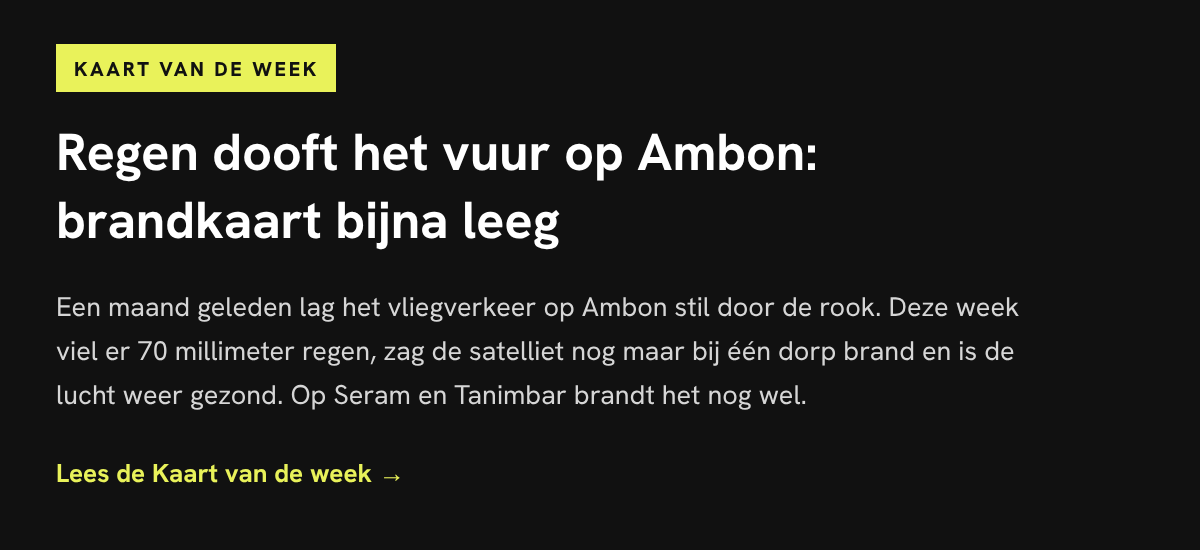 KAART VAN DE WEEK
Regen dooft het vuur op Ambon:
brandkaart bijna leeg
Een maand geleden lag het vliegverkeer op Ambon stil door de rook. Deze week
viel er 70 millimeter regen, zag de satelliet nog maar bij één dorp brand en is de
lucht weer gezond. Op Seram en Tanimbar brandt het nog wel.
Lees de Kaart van de week →